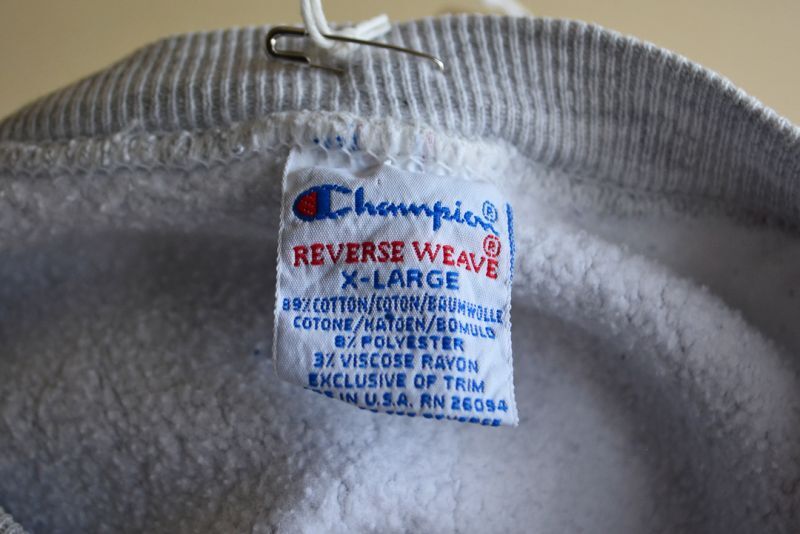 Champion®
REVERSE WEAVE®
X-LARGE
89% COTTON/COTON/BAUMWOLLE
COTONE/KATOEN/BOMULD
8% POLYESTER
3% VISCOSE RAYON
EXCLUSIVE OF TRIM
IN U.S.A. RN 26094